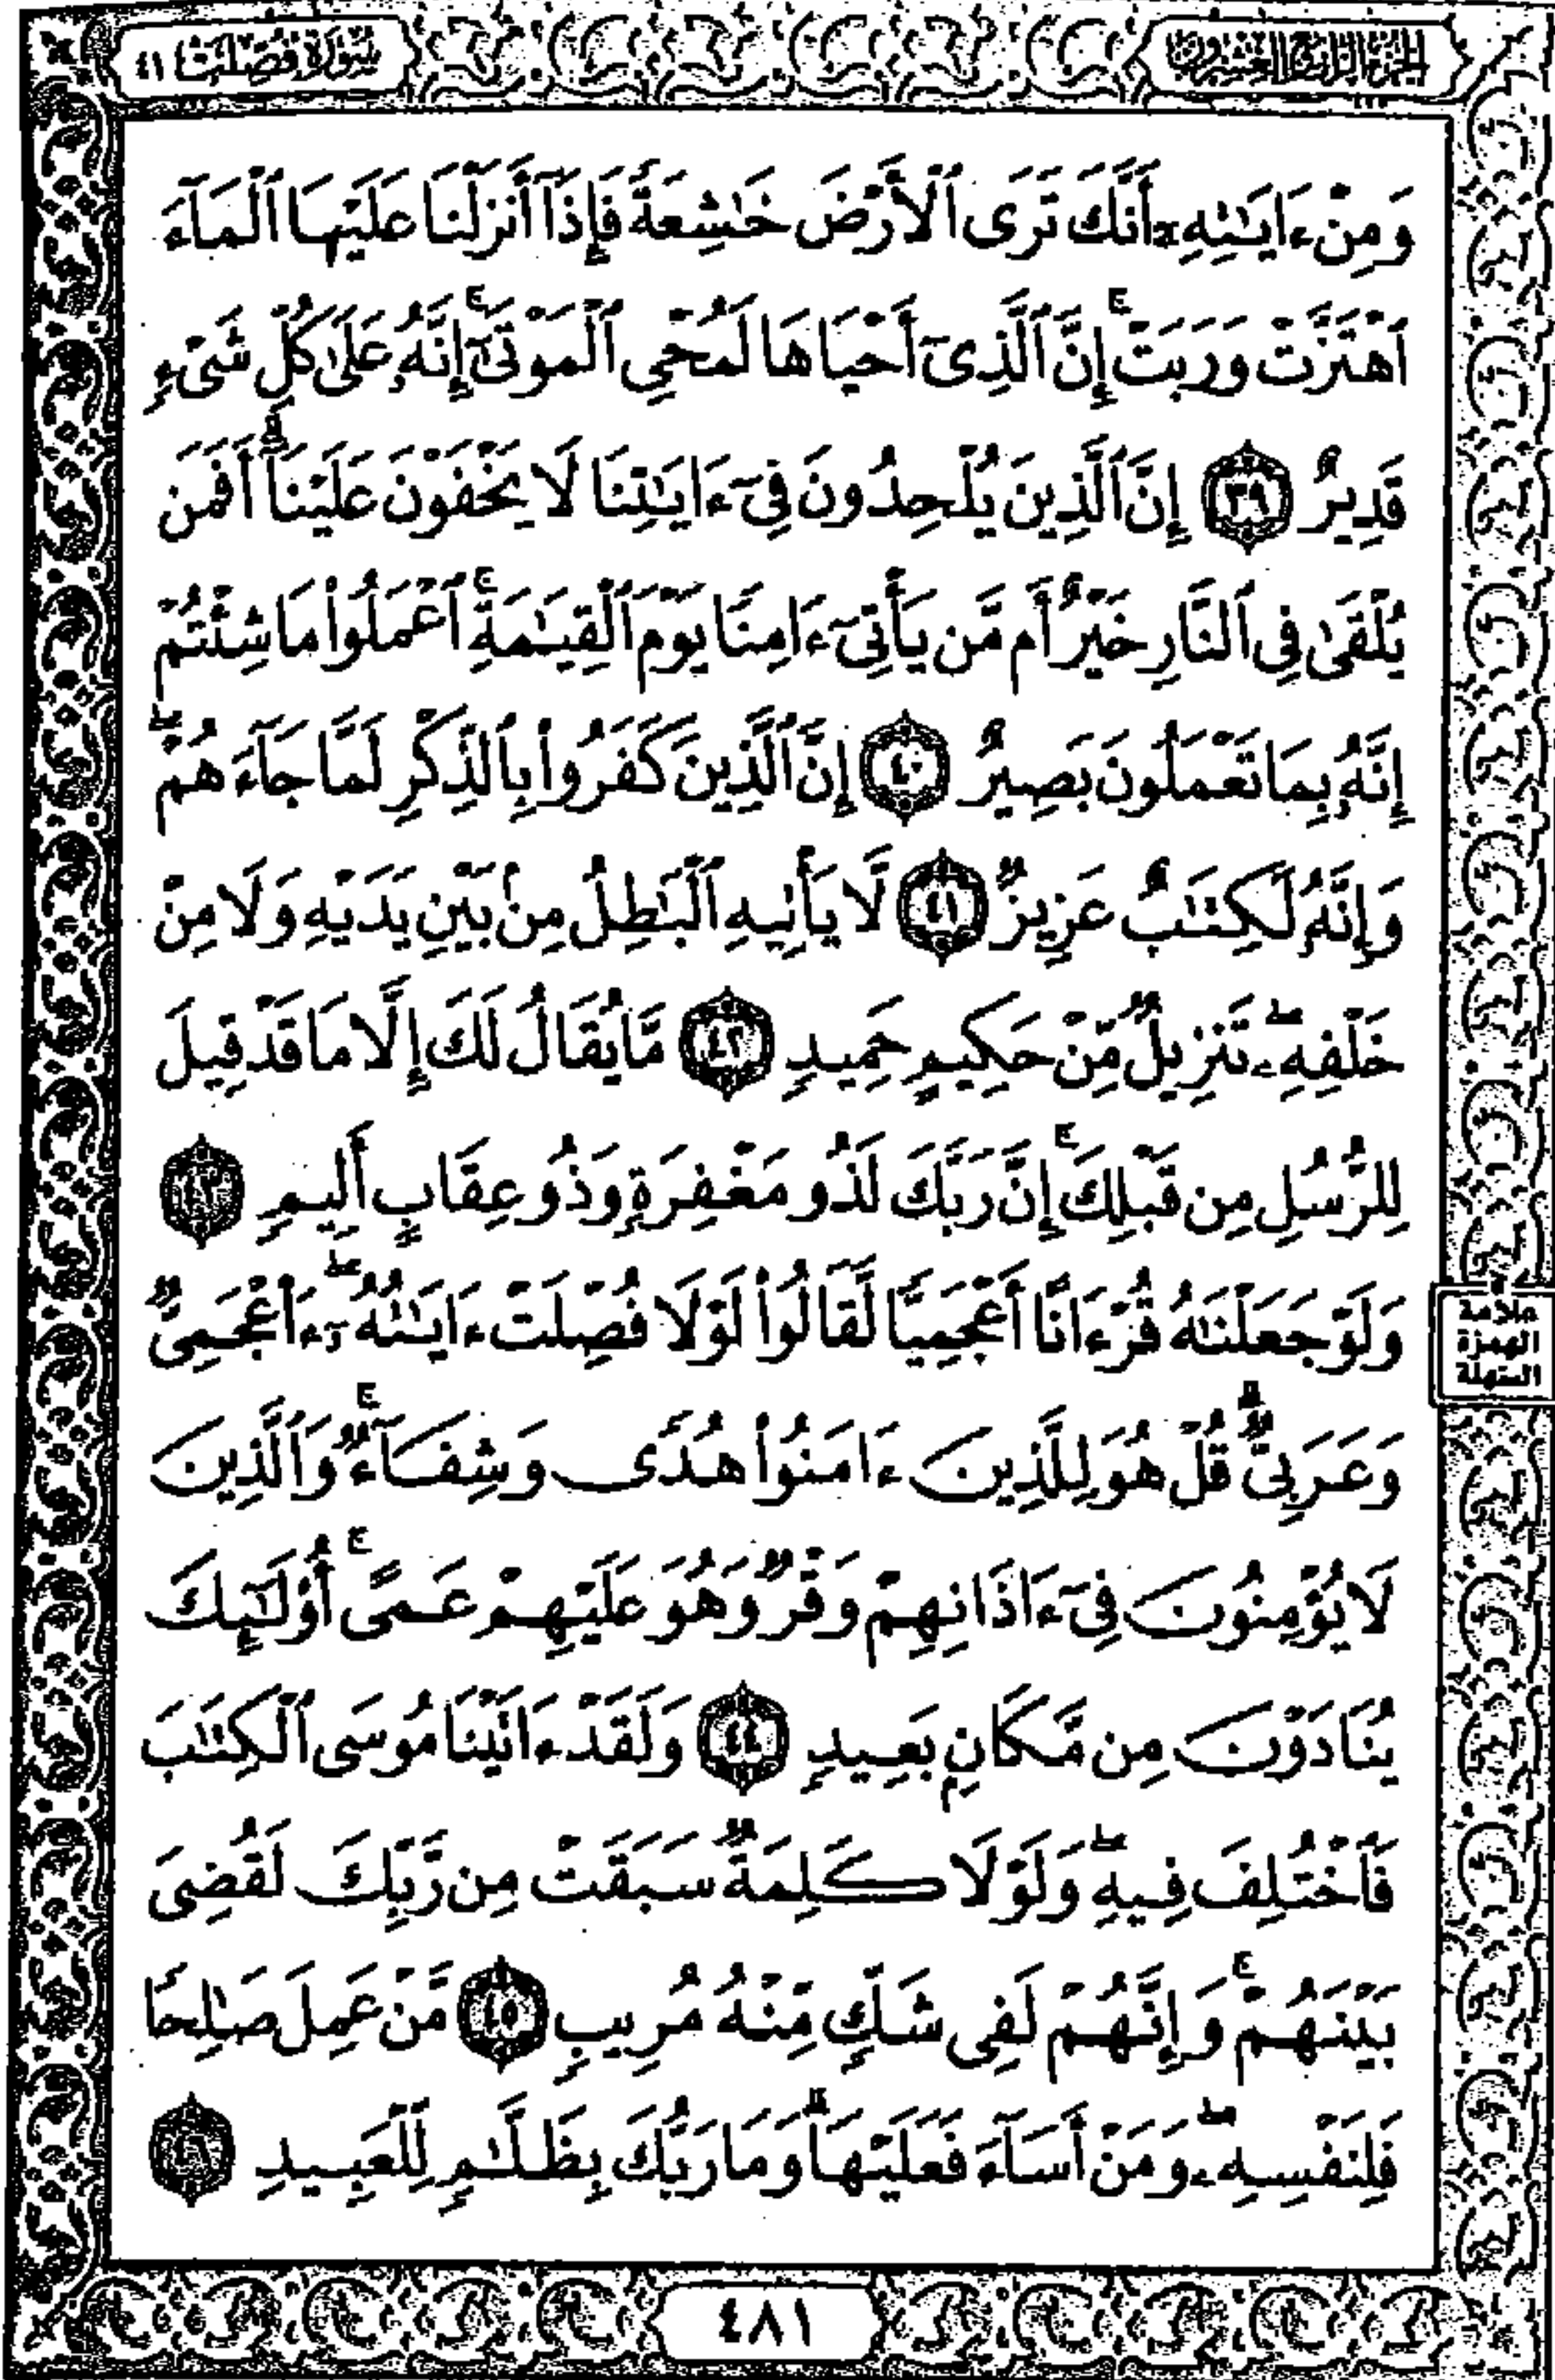 الجزء الرابع والعشرون
سورة فصلت ٤١
وَمِنْ ءَايَٰتِهِۦٓ أَنَّكَ تَرَى ٱلْأَرْضَ خَٰشِعَةً فَإِذَآ أَنزَلْنَا عَلَيْهَا ٱلْمَآءَ
ٱهْتَزَّتْ وَرَبَتْ ۚ إِنَّ ٱلَّذِىٓ أَحْيَاهَا لَمُحْىِ ٱلْمَوْتَىٰٓ ۚ إِنَّهُۥ عَلَىٰ كُلِّ شَىْءٍ
قَدِيرٌ ٣٩ إِنَّ ٱلَّذِينَ يُلْحِدُونَ فِىٓ ءَايَٰتِنَا لَا يَخْفَوْنَ عَلَيْنَآ ۗ أَفَمَن
يُلْقَىٰ فِى ٱلنَّارِ خَيْرٌ أَم مَّن يَأْتِىٓ ءَامِنًا يَوْمَ ٱلْقِيَٰمَةِ ۚ ٱعْمَلُوا۟ مَا شِئْتُمْ
إِنَّهُۥ بِمَا تَعْمَلُونَ بَصِيرٌ ٤٠ إِنَّ ٱلَّذِينَ كَفَرُوا۟ بِٱلذِّكْرِ لَمَّا جَآءَهُمْ ۖ
وَإِنَّهُۥ لَكِتَٰبٌ عَزِيزٌ ٤١ لَّا يَأْتِيهِ ٱلْبَٰطِلُ مِنۢ بَيْنِ يَدَيْهِ وَلَا مِنْ
خَلْفِهِۦ ۖ تَنزِيلٌ مِّنْ حَكِيمٍ حَمِيدٍ ٤٢ مَّا يُقَالُ لَكَ إِلَّا مَا قَدْ قِيلَ
لِلرُّسُلِ مِن قَبْلِكَ ۚ إِنَّ رَبَّكَ لَذُو مَغْفِرَةٍ وَذُو عِقَابٍ أَلِيمٍ ٤٣
وَلَوْ جَعَلْنَٰهُ قُرْءَانًا أَعْجَمِيًّا لَّقَالُوا۟ لَوْلَا فُصِّلَتْ ءَايَٰتُهُۥٓ ۖ ءَا۬عْجَمِىٌّ
وَعَرَبِىٌّ ۗ قُلْ هُوَ لِلَّذِينَ ءَامَنُوا۟ هُدًى وَشِفَآءٌ ۚ وَٱلَّذِينَ
لَا يُؤْمِنُونَ فِىٓ ءَاذَانِهِمْ وَقْرٌ وَهُوَ عَلَيْهِمْ عَمًى ۚ أُو۟لَٰٓئِكَ
يُنَادَوْنَ مِن مَّكَانٍۭ بَعِيدٍ ٤٤ وَلَقَدْ ءَاتَيْنَا مُوسَى ٱلْكِتَٰبَ
فَٱخْتُلِفَ فِيهِ ۖ وَلَوْلَا كَلِمَةٌ سَبَقَتْ مِن رَّبِّكَ لَقُضِىَ
بَيْنَهُمْ ۚ وَإِنَّهُمْ لَفِى شَكٍّ مِّنْهُ مُرِيبٍ ٤٥ مَّنْ عَمِلَ صَٰلِحًا
فَلِنَفْسِهِۦ ۖ وَمَنْ أَسَآءَ فَعَلَيْهَا ۗ وَمَا رَبُّكَ بِظَلَّٰمٍ لِّلْعَبِيدِ ٤٦
علامة
الهمزة
المسهلة
٤٨١